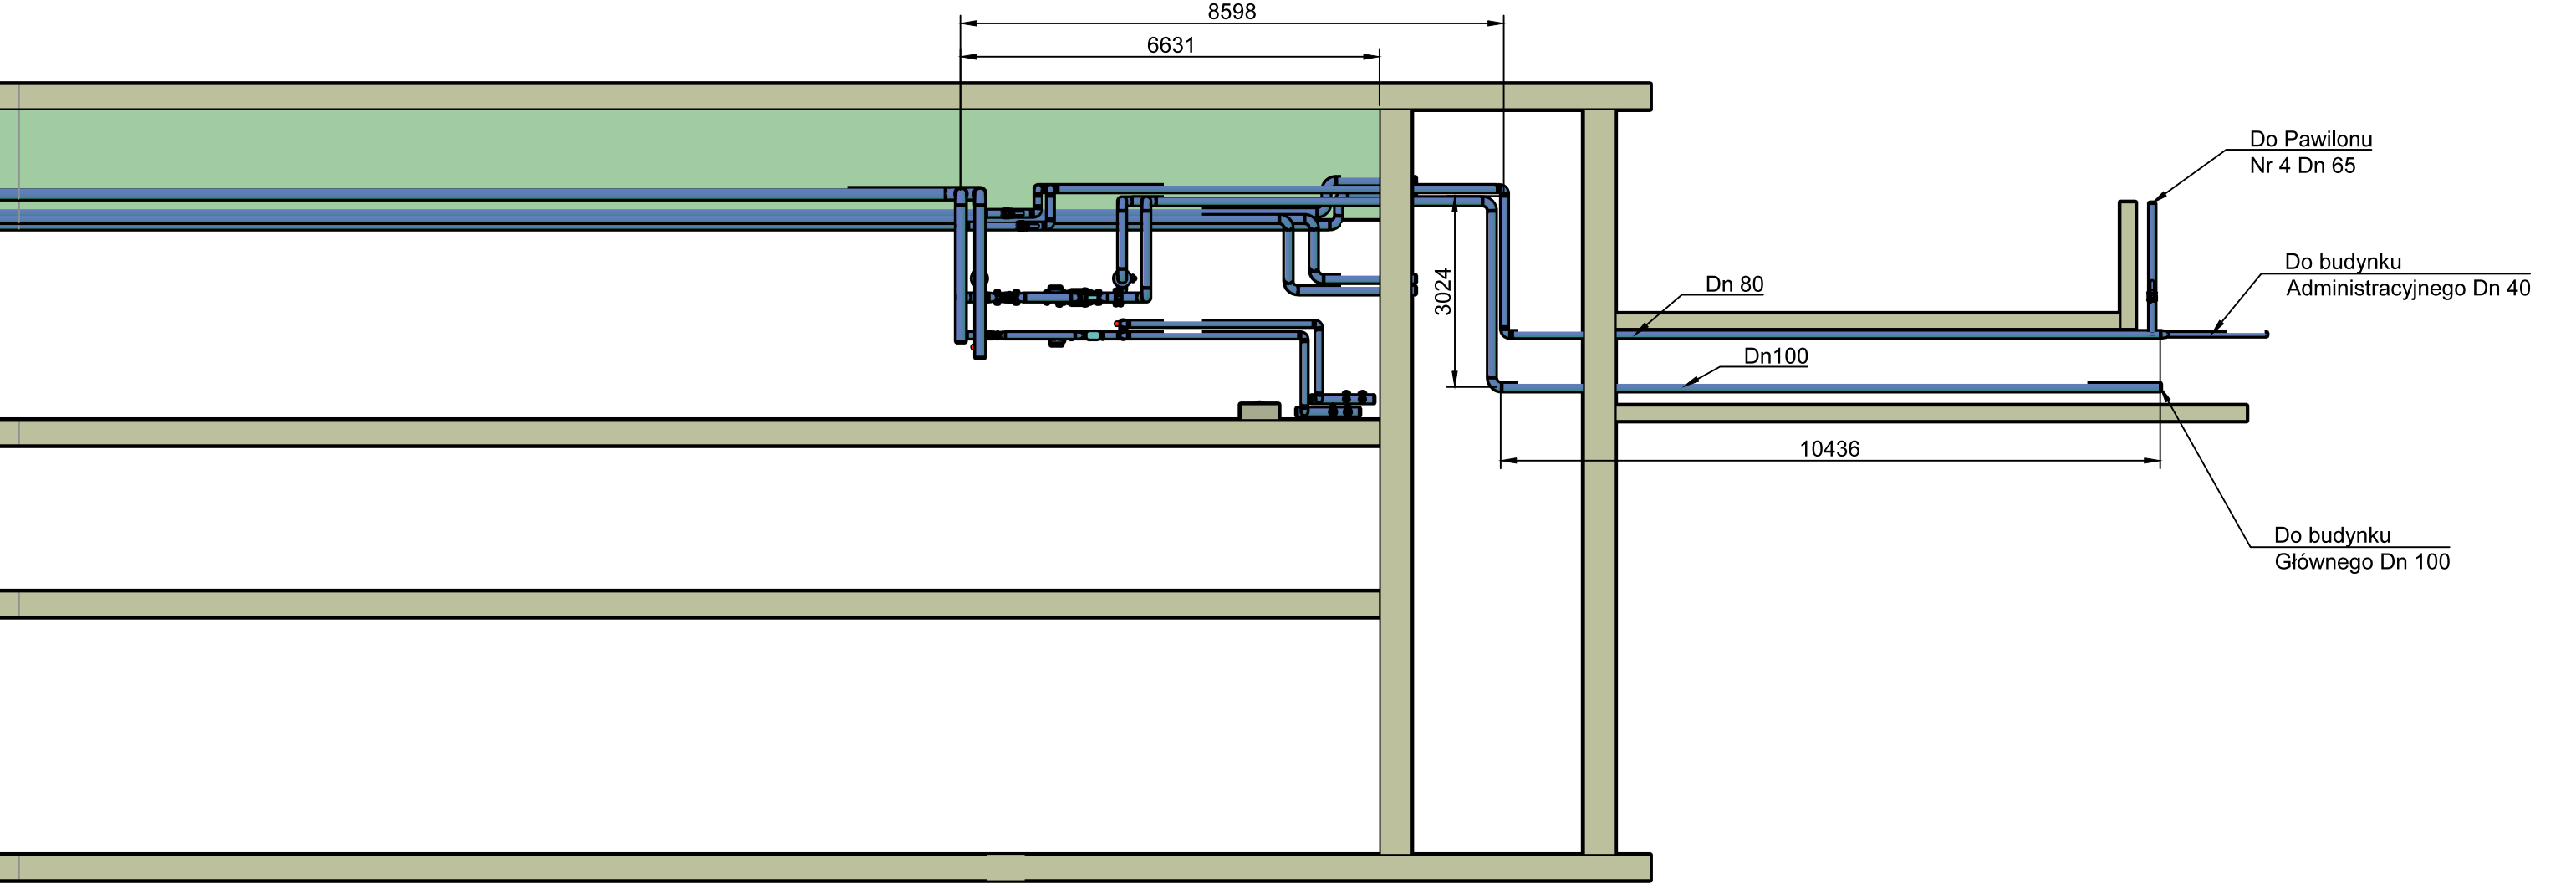 8598
6631
Do Pawilonu
Nr 4 Dn 65
Do budynku
Administracyjnego Dn 40
Dn 80
3024
Dn100
10436
Do budynku
Głównego Dn 100